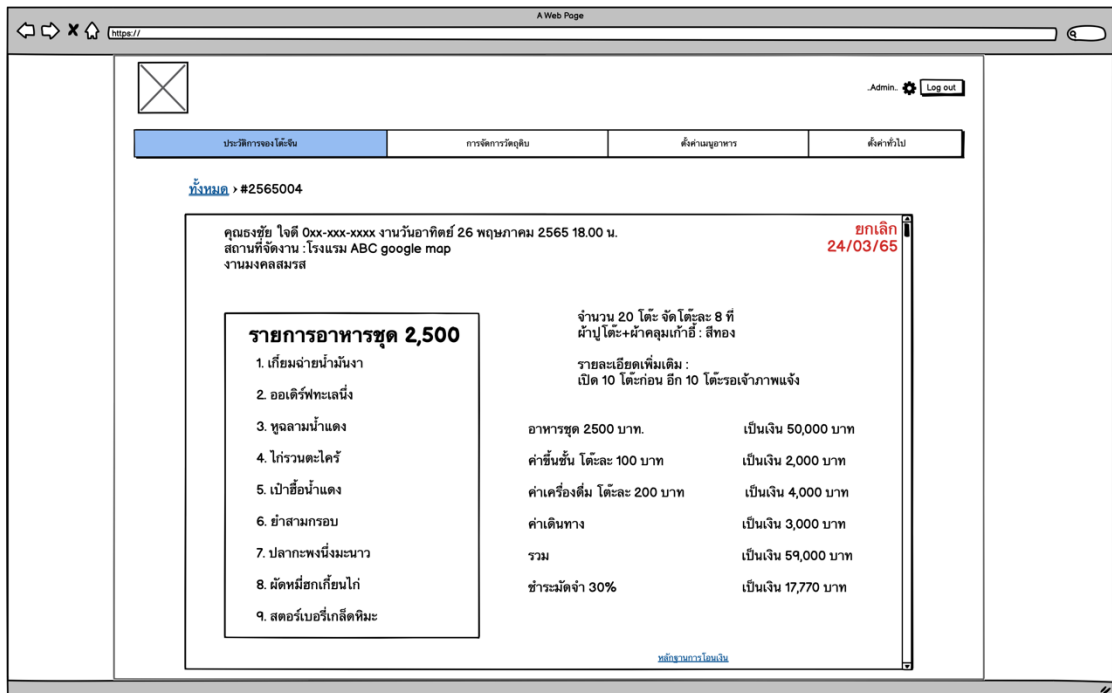 A Web Page
https://
..Admin.. Log out
ประวัติการจองโต๊ะจีน การจัดการวัตถุดิบ ตั้งค่าเมนูอาหาร ตั้งค่าทั่วไป
ทั้งหมด › #2565004
คุณธงชัย ใจดี 0xx-xxx-xxxx งานวันอาทิตย์ 26 พฤษภาคม 2565 18.00 น.
สถานที่จัดงาน :โรงแรม ABC google map
งานมงคลสมรส
ยกเลิก
24/03/65
รายการอาหารชุด 2,500
1. เกี๊ยมฉ่ายน้ำมันงา
2. ออเดิร์ฟทะเลนึ่ง
3. หูฉลามน้ำแดง
4. ไก่รวนตะไคร้
5. เป๋าฮื้อน้ำแดง
6. ยำสามกรอบ
7. ปลากะพงนึ่งมะนาว
8. ผัดหมี่ฮกเกี้ยนไก่
9. สตอร์เบอรี่เกล็ดหิมะ
จำนวน 20 โต๊ะ จัดโต๊ะละ 8 ที่
ผ้าปูโต๊ะ+ผ้าคลุมเก้าอี้ : สีทอง
รายละเอียดเพิ่มเติม :
เปิด 10 โต๊ะก่อน อีก 10 โต๊ะรอเจ้าภาพแจ้ง
อาหารชุด 2500 บาท. เป็นเงิน 50,000 บาท
ค่าขึ้นชั้น โต๊ะละ 100 บาท เป็นเงิน 2,000 บาท
ค่าเครื่องดื่ม โต๊ะละ 200 บาท เป็นเงิน 4,000 บาท
ค่าเดินทาง เป็นเงิน 3,000 บาท
รวม เป็นเงิน 59,000 บาท
ชำระมัดจำ 30% เป็นเงิน 17,770 บาท
หลักฐานการโอนเงิน